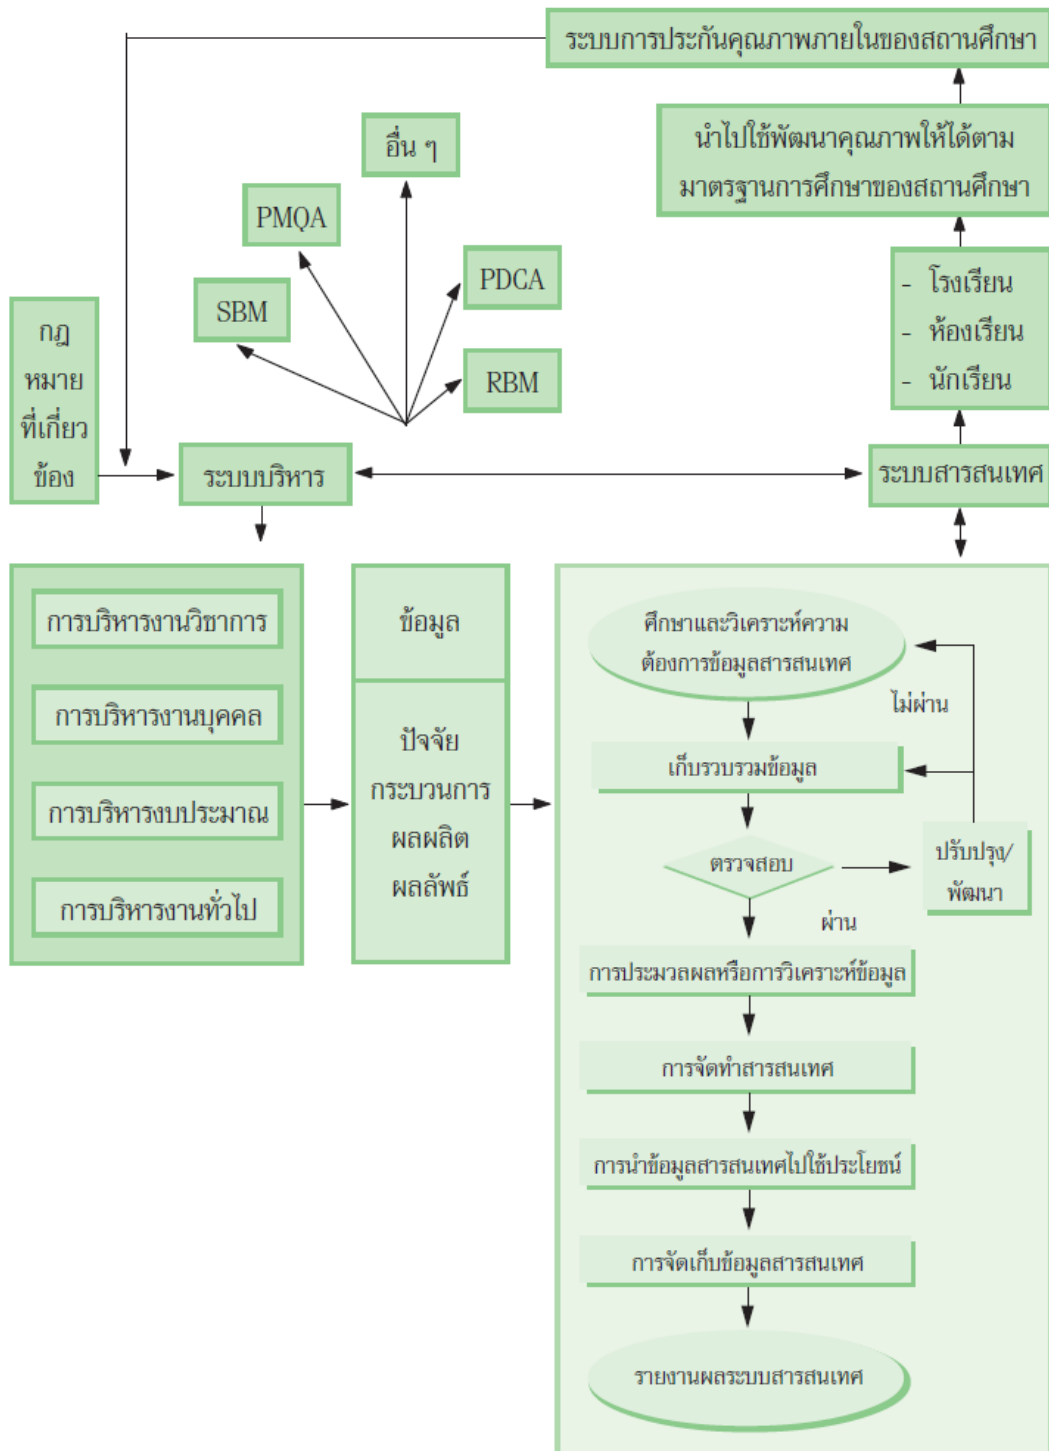 ระบบการประกันคุณภาพภายในของสถานศึกษา
นำไปใช้พัฒนาคุณภาพให้ได้ตาม
มาตรฐานการศึกษาของสถานศึกษา
อื่น ๆ
PMQA
PDCA
SBM
RBM
- โรงเรียน
- ห้องเรียน
- นักเรียน
กฎ
หมาย
ที่เกี่ยว
ข้อง
ระบบบริหาร
ระบบสารสนเทศ
การบริหารงานวิชาการ
การบริหารงานบุคคล
การบริหารงบประมาณ
การบริหารงานทั่วไป
ข้อมูล
ปัจจัย
กระบวนการ
ผลผลิต
ผลลัพธ์
ศึกษาและวิเคราะห์ความ
ต้องการข้อมูลสารสนเทศ
ไม่ผ่าน
เก็บรวบรวมข้อมูล
ตรวจสอบ
ปรับปรุง/
พัฒนา
ผ่าน
การประมวลผลหรือการวิเคราะห์ข้อมูล
การจัดทำสารสนเทศ
การนำข้อมูลสารสนเทศไปใช้ประโยชน์
การจัดเก็บข้อมูลสารสนเทศ
รายงานผลระบบสารสนเทศ